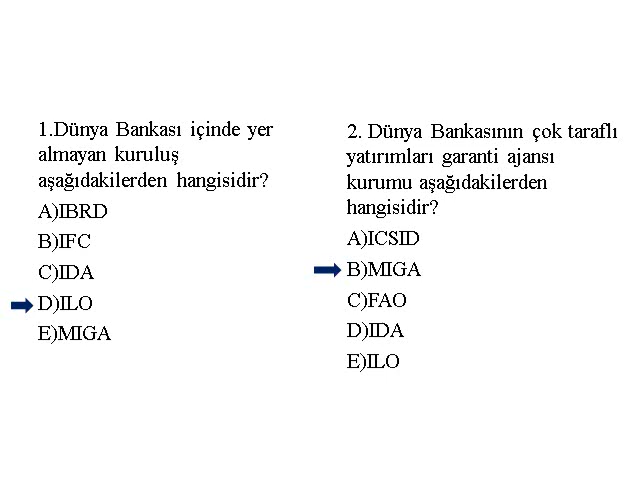 1.Dünya Bankası içinde yer
almayan kuruluş
aşağıdakilerden hangisidir?
A)IBRD
B)IFC
C)IDA
D)ILO
E)MIGA
2. Dünya Bankasının çok taraflı
yatırımları garanti ajansı
kurumu aşağıdakilerden
hangisidir?
A)ICSID
B)MIGA
C)FAO
D)IDA
E)ILO